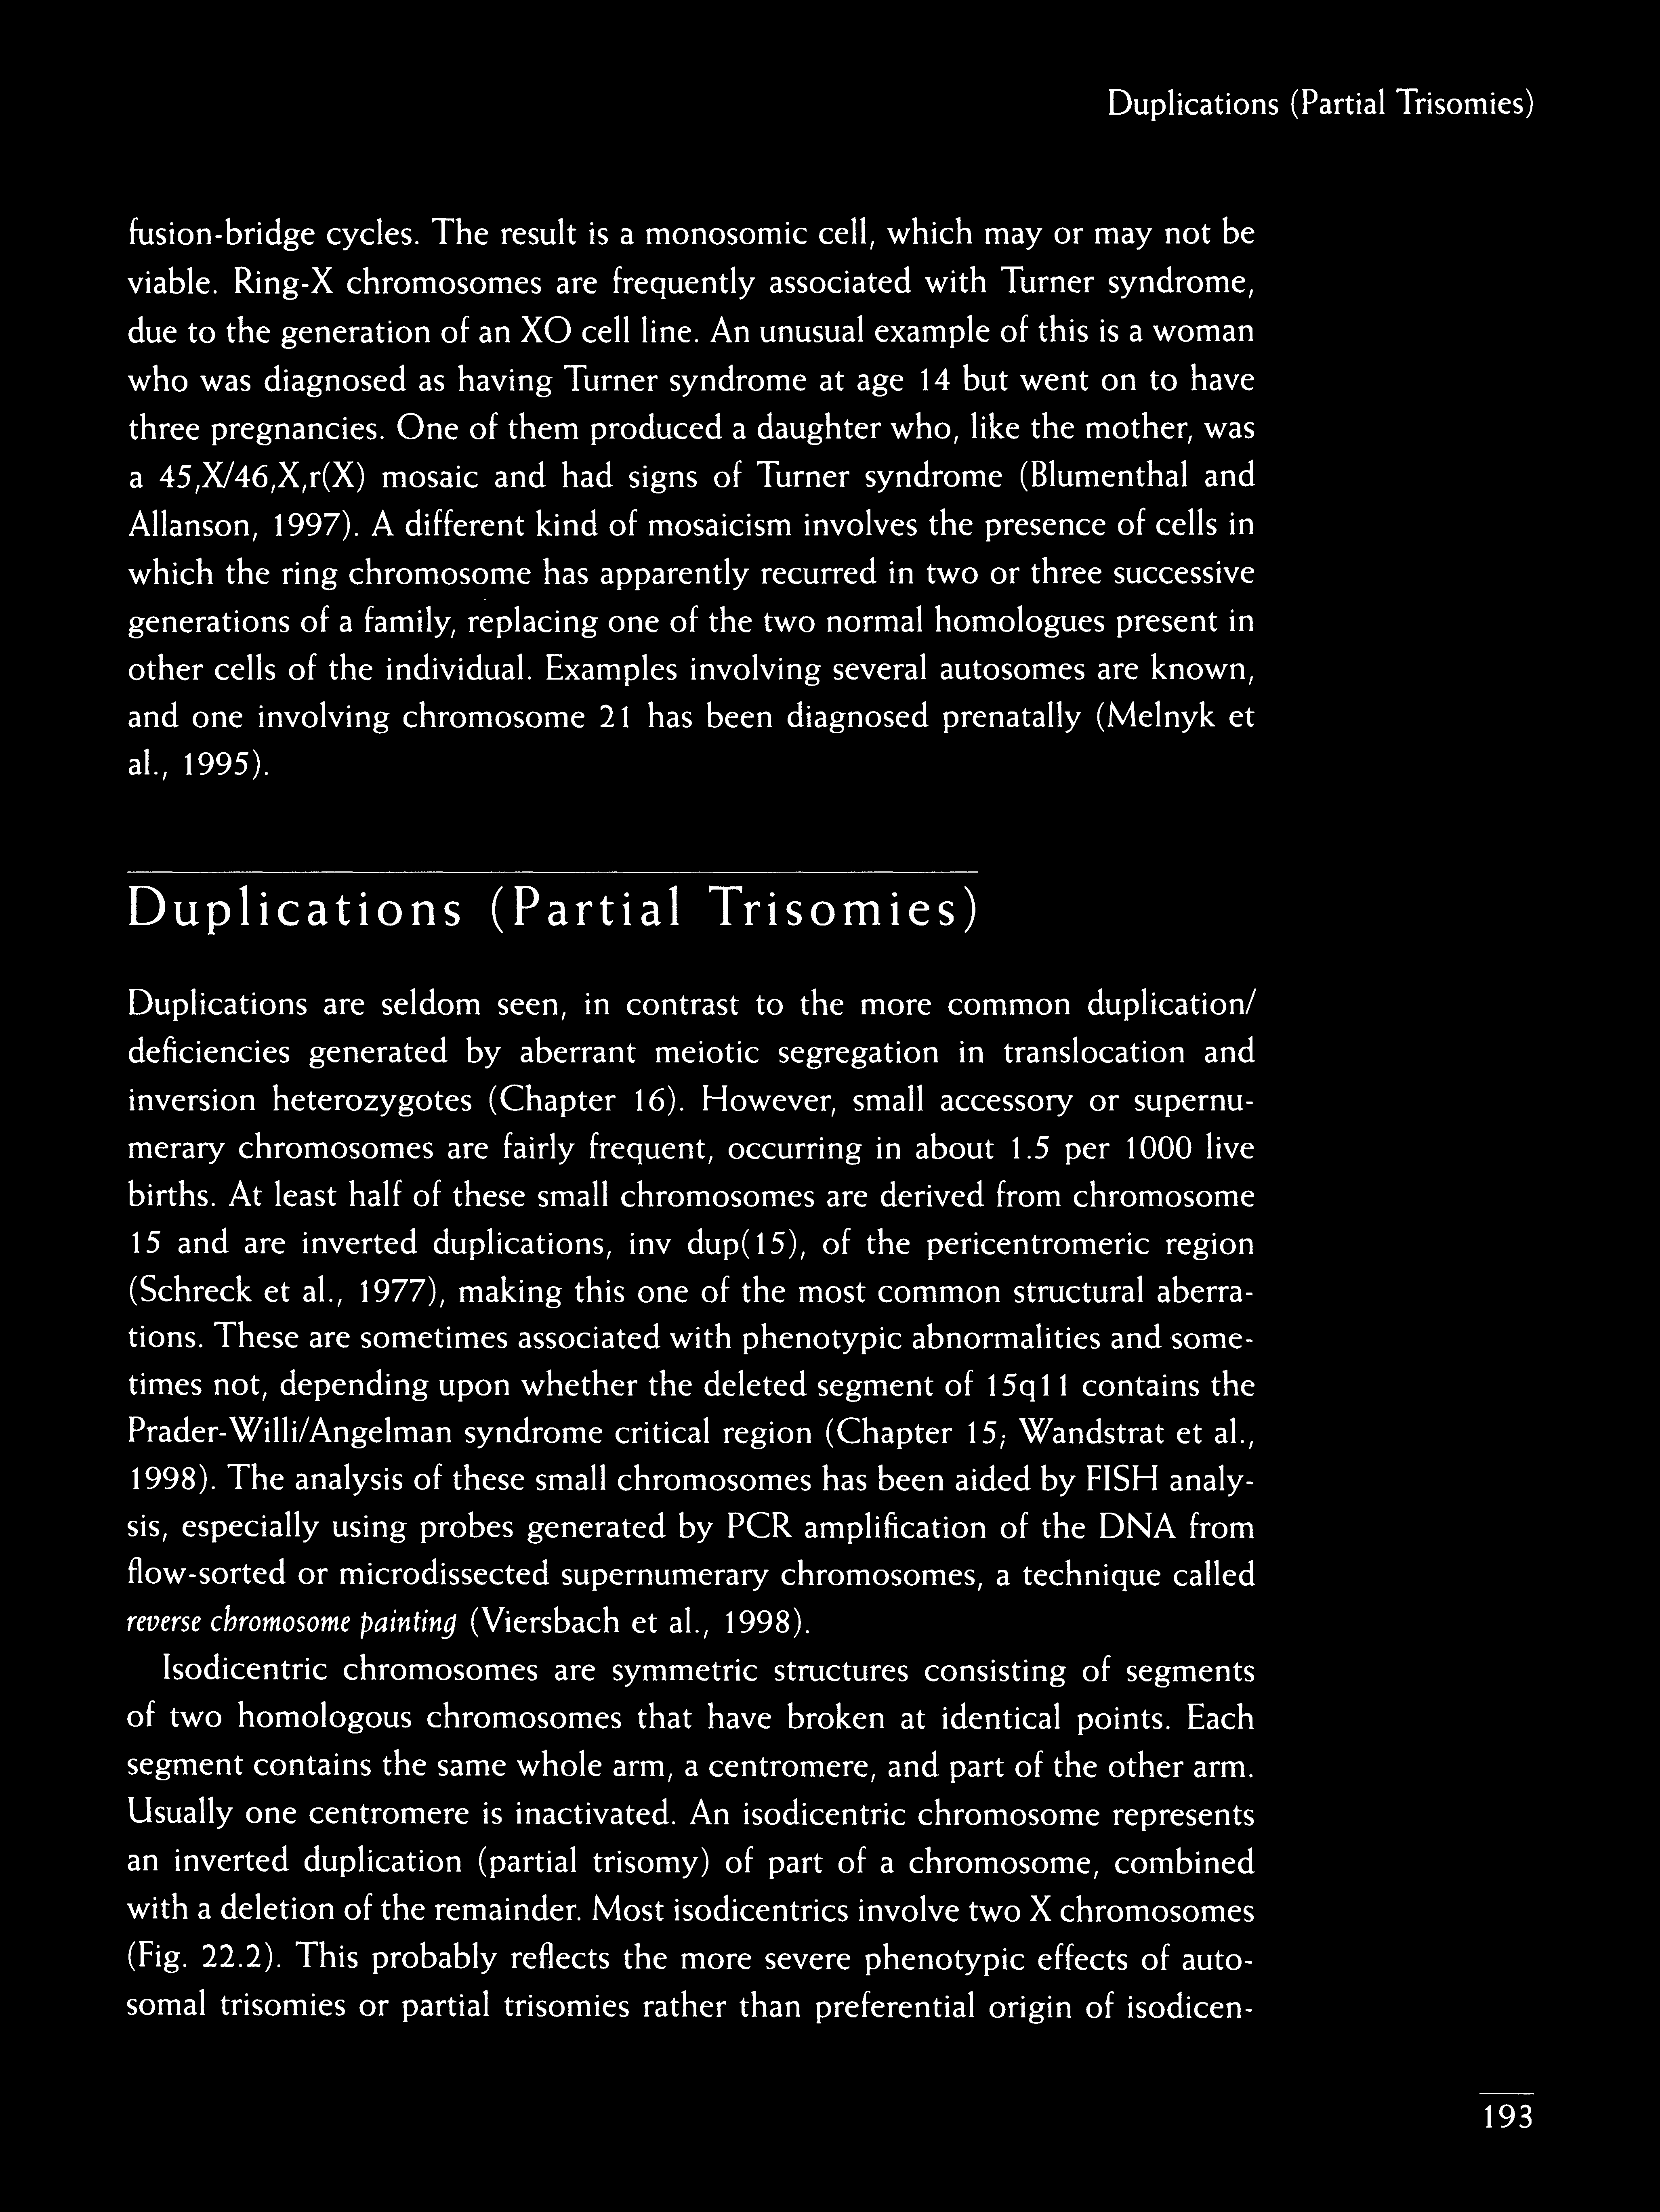 Duplications (Partial Trisomies)
fusion-bridge cycles. The result is a monosomic cell, which may or may not be
viable. Ring-X chromosomes are frequently associated with Turner syndrome,
due to the generation of an XO cell line. An unusual example of this is a woman
who was diagnosed as having Turner syndrome at age 14 but went on to have
three pregnancies. One of them produced a daughter who, like the mother, was
a 45,X/46,X,r(X) mosaic and had signs of Turner syndrome (Blumenthal and
Allanson, 1997). A different kind of mosaicism involves the presence of cells in
which the ring chromosome has apparently recurred in two or three successive
generations of a family, replacing one of the two normal homologues present in
other cells of the individual. Examples involving several autosomes are known,
and one involving chromosome 21 has been diagnosed prenatally (Melnyk et
al., 1995).
Duplications (Partial Trisomies)
Duplications are seldom seen, in contrast to the more common duplication/
deficiencies generated by aberrant meiotic segregation in translocation and
inversion heterozygotes (Chapter 16). However, small accessory or supernu-
merary chromosomes are fairly frequent, occurring in about 1.5 per 1000 live
births. At least half of these small chromosomes are derived from chromosome
15 and are inverted duplications, inv dup(15), of the pericentromeric region
(Schreck et al., 1977), making this one of the most common structural aberra-
tions. These are sometimes associated with phenotypic abnormalities and some-
times not, depending upon whether the deleted segment of 15q11 contains the
Prader-Willi/Angelman syndrome critical region (Chapter 15; Wandstrat et al.,
1998). The analysis of these small chromosomes has been aided by FISH analy-
sis, especially using probes generated by PCR amplification of the DNA from
flow-sorted or microdissected supernumerary chromosomes, a technique called
reverse chromosome painting (Viersbach et al., 1998).
Isodicentric chromosomes are symmetric structures consisting of segments
of two homologous chromosomes that have broken at identical points. Each
segment contains the same whole arm, a centromere, and part of the other arm.
Usually one centromere is inactivated. An isodicentric chromosome represents
an inverted duplication (partial trisomy) of part of a chromosome, combined
with a deletion of the remainder. Most isodicentrics involve two X chromosomes
(Fig. 22.2). This probably reflects the more severe phenotypic effects of auto-
somal trisomies or partial trisomies rather than preferential origin of isodicen-
193